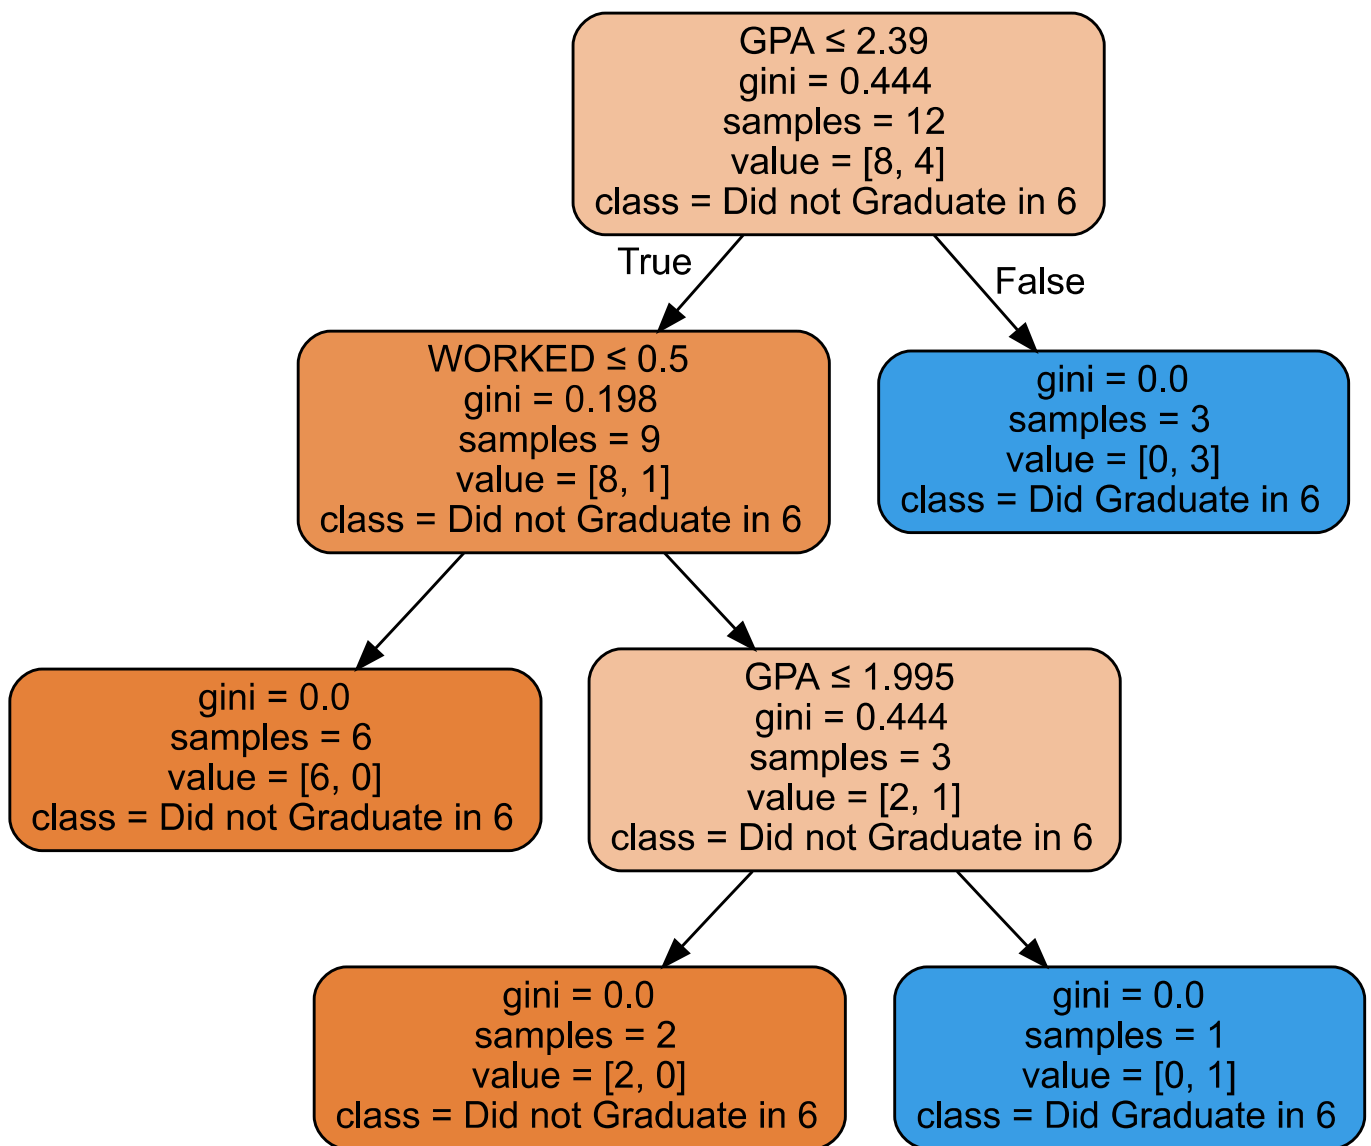 GPA ≤ 2.39
gini = 0.444
samples = 12
value = [8, 4]
class = Did not Graduate in 6
True
False
WORKED ≤ 0.5
gini = 0.198
samples = 9
value = [8, 1]
class = Did not Graduate in 6
gini = 0.0
samples = 3
value = [0, 3]
class = Did Graduate in 6
gini = 0.0
samples = 6
value = [6, 0]
class = Did not Graduate in 6
GPA ≤ 1.995
gini = 0.444
samples = 3
value = [2, 1]
class = Did not Graduate in 6
gini = 0.0
samples = 2
value = [2, 0]
class = Did not Graduate in 6
gini = 0.0
samples = 1
value = [0, 1]
class = Did Graduate in 6